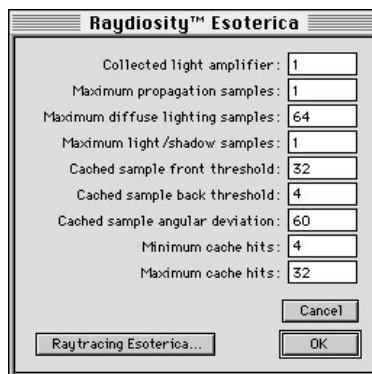 Raydiosity™ Esoterica
Collected light amplifier: 1
Maximum propagation samples: 1
Maximum diffuse lighting samples: 64
Maximum light/shadow samples: 1
Cached sample front threshold: 32
Cached sample back threshold: 4
Cached sample angular deviation: 60
Minimum cache hits: 4
Maximum cache hits: 32
Cancel
Raytracing Esoterica... OK